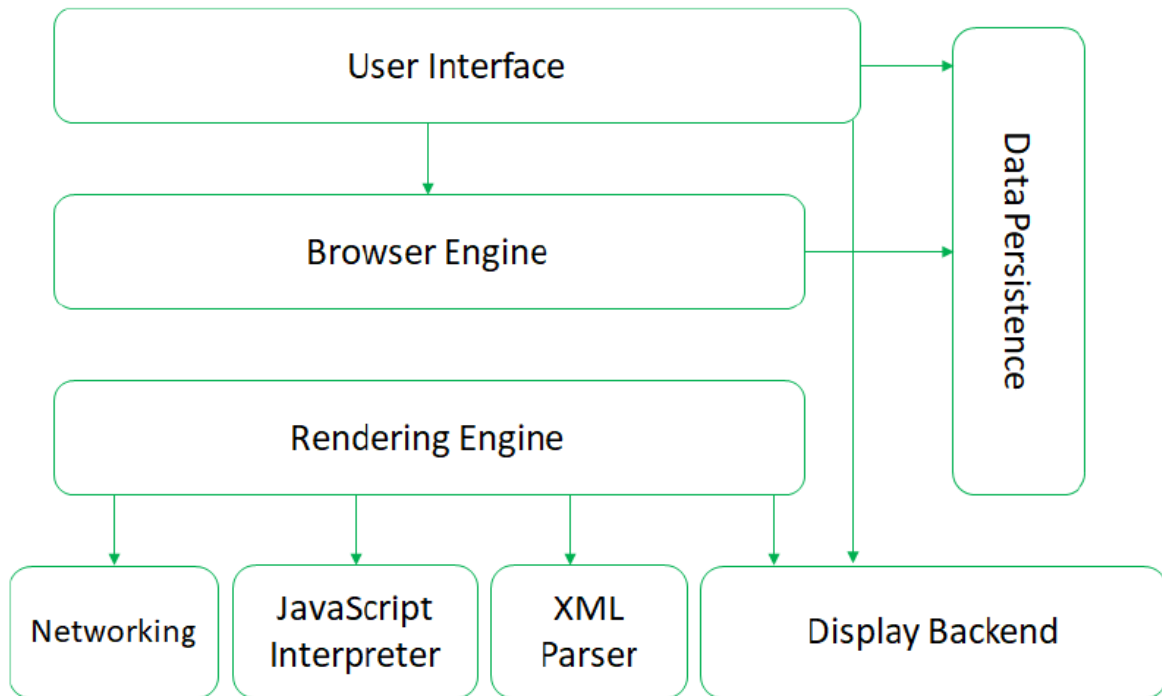 User Interface
Browser Engine
Data Persistence
Rendering Engine
Networking
JavaScript
Interpreter
XML
Parser
Display Backend